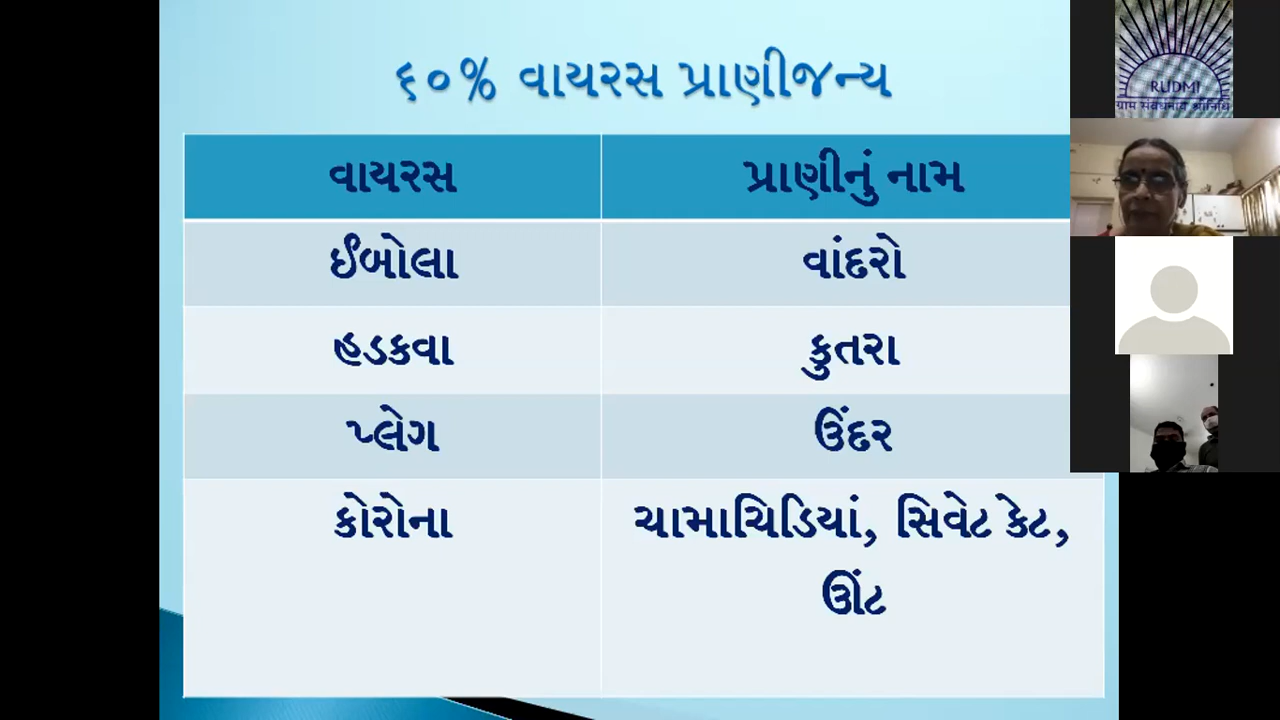 ૬૦% વાયરસ પ્રાણીજન્ય
વાયરસ પ્રાણીનું નામ
ઈબોલા વાંદરો
હડકવા કુતરા
પ્લેગ ઉંદર
કોરોના ચામાચિડિયાં, સિવેટ કેટ,
ઊંટ
RUDMI